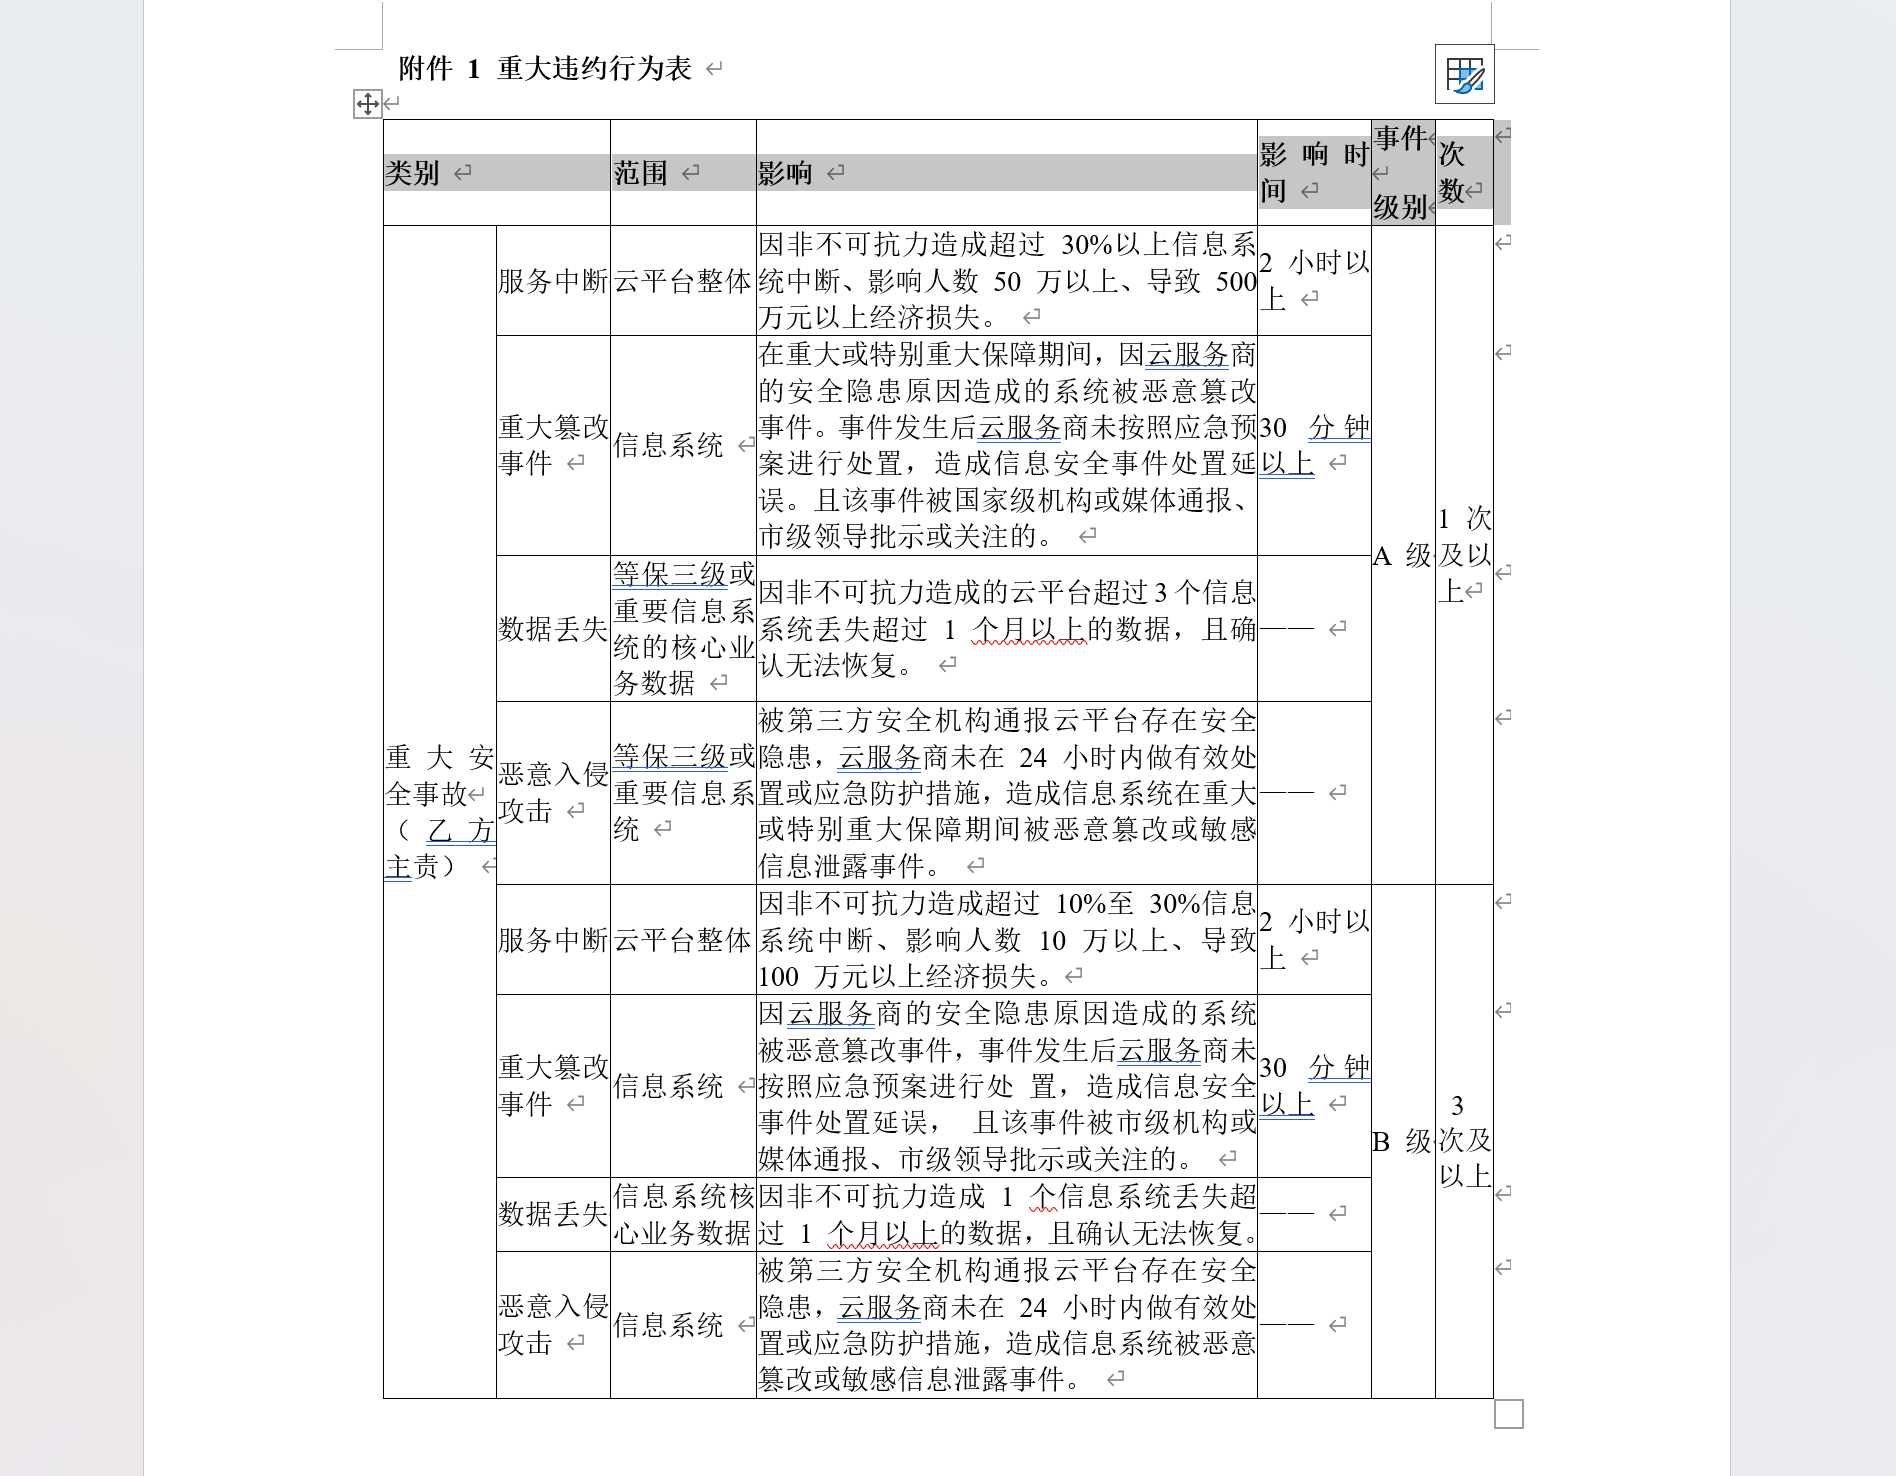 附件 1 重大违约行为表
类别
范围
影响
影响时
间
事件
级别
次
数
重大安
全事故
（乙方
主责）
服务中断
云平台整体
因非不可抗力造成超过 30%以上信息系
统中断、影响人数 50 万以上、导致 500
万元以上经济损失。
2 小时以
上
A 级
1 次
及以
上
重大篡改
事件
信息系统
在重大或特别重大保障期间，因云服务商
的安全隐患原因造成的系统被恶意篡改
事件。事件发生后云服务商未按照应急预
案进行处置，造成信息安全事件处置延
误。且该事件被国家级机构或媒体通报、
市级领导批示或关注的。
30 分钟
以上
数据丢失
等保三级或
重要信息系
统的核心业
务数据
因非不可抗力造成的云平台超过3个信息
系统丢失超过 1 个月以上的数据，且确
认无法恢复。
——
恶意入侵
攻击
等保三级或
重要信息系
统
被第三方安全机构通报云平台存在安全
隐患，云服务商未在 24 小时内做有效处
置或应急防护措施，造成信息系统在重大
或特别重大保障期间被恶意篡改或敏感
信息泄露事件。
——
服务中断
云平台整体
因非不可抗力造成超过 10%至 30%信息
系统中断、影响人数 10 万以上、导致
100 万元以上经济损失。
2 小时以
上
B 级
3
次及
以上
重大篡改
事件
信息系统
因云服务商的安全隐患原因造成的系统
被恶意篡改事件，事件发生后云服务商未
按照应急预案进行处 置，造成信息安全
事件处置延误， 且该事件被市级机构或
媒体通报、市级领导批示或关注的。
30 分钟
以上
数据丢失
信息系统核
心业务数据
因非不可抗力造成 1 个信息系统丢失超
过 1 个月以上的数据，且确认无法恢复。
——
恶意入侵
攻击
信息系统
被第三方安全机构通报云平台存在安全
隐患，云服务商未在 24 小时内做有效处
置或应急防护措施，造成信息系统被恶意
篡改或敏感信息泄露事件。
——